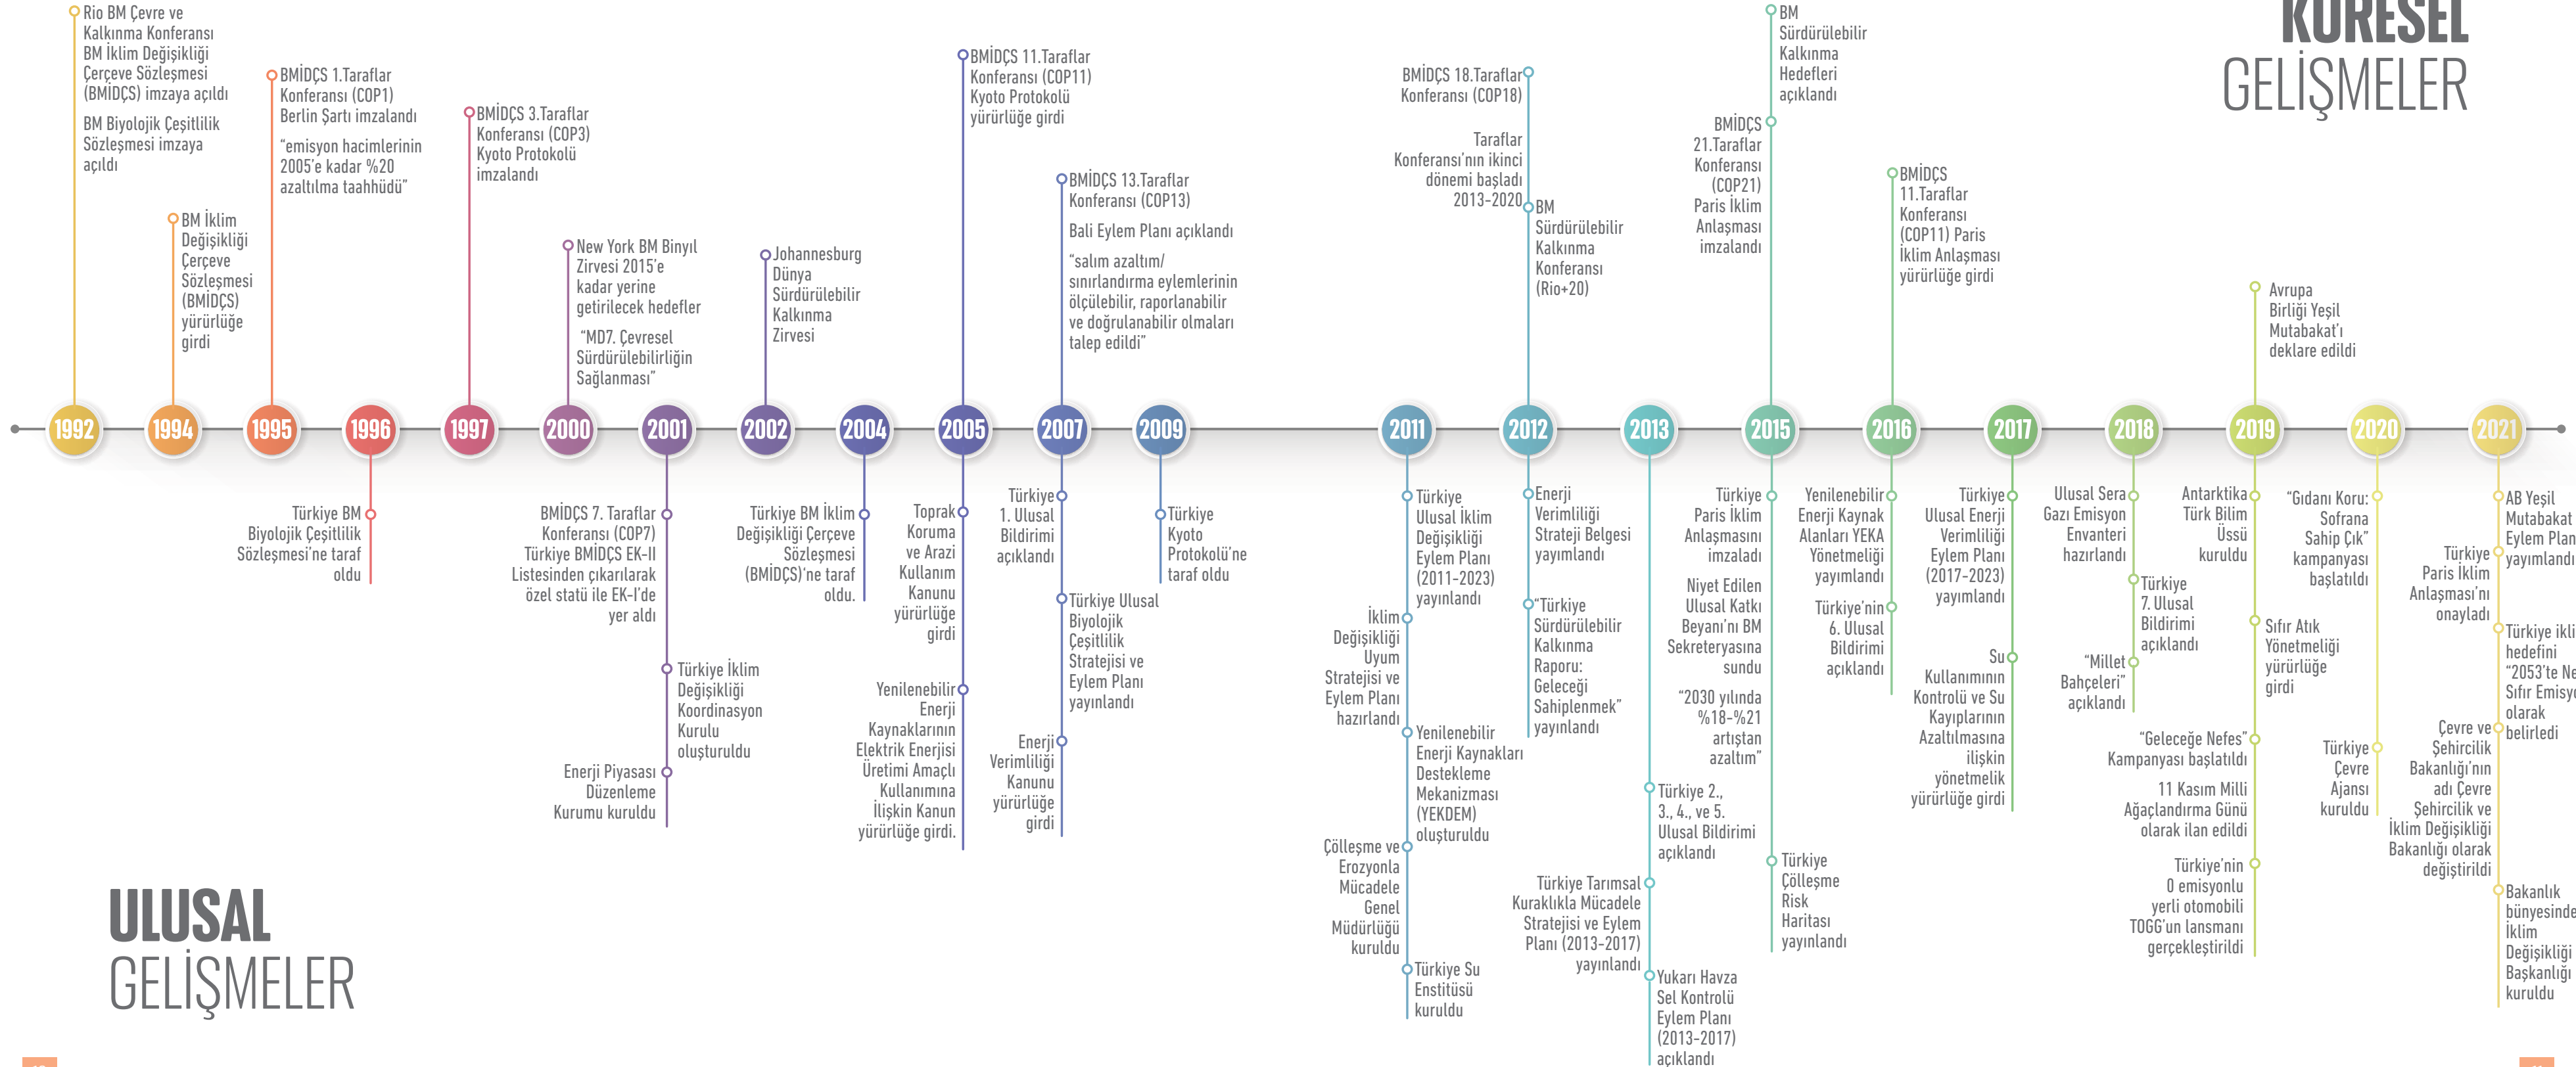 KÜRESEL
GELİŞMELER
Rio BM Çevre ve
Kalkınma Konferansı
BM İklim Değişikliği
Çerçeve Sözleşmesi
(BMİDÇS) imzaya açıldı
BM Biyolojik Çeşitlilik
Sözleşmesi imzaya
açıldı
BM İklim
Değişikliği
Çerçeve
Sözleşmesi
(BMİDÇS)
yürürlüğe
girdi
BMİDÇS 1.Taraflar
Konferansı (COP1)
Berlin Şartı imzalandı
“emisyon hacimlerinin
2005’e kadar %20
azaltılma taahhüdü”
BMİDÇS 3.Taraflar
Konferansı (COP3)
Kyoto Protokolü
imzalandı
New York BM Binyıl
Zirvesi 2015’e
kadar yerine
getirilecek hedefler
“MD7. Çevresel
Sürdürülebilirliğin
Sağlanması”
Johannesburg
Dünya
Sürdürülebilir
Kalkınma
Zirvesi
BMİDÇS 11.Taraflar
Konferansı (COP11)
Kyoto Protokolü
yürürlüğe girdi
BMİDÇS 13.Taraflar
Konferansı (COP13)
Bali Eylem Planı açıklandı
“salım azaltım/
sınırlandırma eylemlerinin
ölçülebilir, raporlanabilir
ve doğrulanabilir olmaları
talep edildi”
BMİDÇS 18.Taraflar
Konferansı (COP18)
Taraflar
Konferansı’nın ikinci
dönemi başladı
2013-2020
BM
Sürdürülebilir
Kalkınma
Konferansı
(Rio+20)
BM
Sürdürülebilir
Kalkınma
Hedefleri
açıklandı
BMİDÇS
21.Taraflar
Konferansı
(COP21)
Paris İklim
Anlaşması
imzalandı
BMİDÇS
11.Taraflar
Konferansı
(COP11) Paris
İklim Anlaşması
yürürlüğe girdi
Avrupa
Birliği Yeşil
Mutabakat’ı
deklare edildi
1992 1994 1995 1996 1997 2000 2001 2002 2004 2005 2007 2009 2011 2012 2013 2015 2016 2017 2018 2019 2020 2021
Türkiye BM
Biyolojik Çeşitlilik
Sözleşmesi’ne taraf
oldu
BMİDÇS 7. Taraflar
Konferansı (COP7)
Türkiye BMİDÇS EK-II
Listesinden çıkarılarak
özel statü ile EK-I’de
yer aldı
Türkiye İklim
Değişikliği
Koordinasyon
Kurulu
oluşturuldu
Enerji Piyasası
Düzenleme
Kurumu kuruldu
Türkiye BM İklim
Değişikliği Çerçeve
Sözleşmesi
(BMİDÇS)‘ne taraf
oldu.
Toprak
Koruma
ve Arazi
Kullanım
Kanunu
yürürlüğe
girdi
Yenilenebilir
Enerji
Kaynaklarının
Elektrik Enerjisi
Üretimi Amaçlı
Kullanımına
İlişkin Kanun
yürürlüğe girdi.
Türkiye
1. Ulusal
Bildirimi
açıklandı
Türkiye Ulusal
Biyolojik
Çeşitlilik
Stratejisi ve
Eylem Planı
yayınlandı
Enerji
Verimliliği
Kanunu
yürürlüğe
girdi
Türkiye
Kyoto
Protokolü’ne
taraf oldu
Türkiye
Ulusal İklim
Değişikliği
Eylem Planı
(2011-2023)
yayınlandı
İklim
Değişikliği
Uyum
Stratejisi ve
Eylem Planı
hazırlandı
Yenilenebilir
Enerji Kaynakları
Destekleme
Mekanizması
(YEKDEM)
oluşturuldu
Çölleşme ve
Erozyonla
Mücadele
Genel
Müdürlüğü
kuruldu
Türkiye Su
Enstitüsü
kuruldu
Enerji
Verimliliği
Strateji Belgesi
yayımlandı
“Türkiye
Sürdürülebilir
Kalkınma
Raporu:
Geleceği
Sahiplenmek”
yayınlandı
Türkiye 2.,
3., 4., ve 5.
Ulusal Bildirimi
açıklandı
Türkiye Tarımsal
Kuraklıkla Mücadele
Stratejisi ve Eylem
Planı (2013-2017)
yayınlandı
Yukarı Havza
Sel Kontrolü
Eylem Planı
(2013-2017)
açıklandı
Türkiye
Paris İklim
Anlaşmasını
imzaladı
Niyet Edilen
Ulusal Katkı
Beyanı’nı BM
Sekreteryasına
sundu
“2030 yılında
%18-%21
artıştan
azaltım”
Türkiye
Çölleşme
Risk
Haritası
yayınlandı
Yenilenebilir
Enerji Kaynak
Alanları YEKA
Yönetmeliği
yayımlandı
Türkiye’nin
6. Ulusal
Bildirimi
açıklandı
Türkiye
Ulusal Enerji
Verimliliği
Eylem Planı
(2017-2023)
yayımlandı
Su
Kullanımının
Kontrolü ve Su
Kayıplarının
Azaltılmasına
ilişkin
yönetmelik
yürürlüğe girdi
Ulusal Sera
Gazı Emisyon
Envanteri
hazırlandı
Türkiye
7. Ulusal
Bildirimi
açıklandı
“Millet
Bahçeleri”
açıklandı
Antarktika
Türk Bilim
Üssü
kuruldu
Sıfır Atık
Yönetmeliği
yürürlüğe
girdi
“Geleceğe Nefes”
Kampanyası başlatıldı
11 Kasım Milli
Ağaçlandırma Günü
olarak ilan edildi
Türkiye’nin
0 emisyonlu
yerli otomobili
TOGG’un lansmanı
gerçekleştirildi
“Gıdanı Koru:
Sofrana
Sahip Çık”
kampanyası
başlatıldı
Türkiye
Çevre
Ajansı
kuruldu
AB Yeşil
Mutabakat
Eylem Plan
yayımlandı
Türkiye
Paris İklim
Anlaşması’nı
onayladı
Türkiye ikli
hedefini
“2053’te Ne
Sıfır Emisyo
olarak
belirledi
Çevre ve
Şehircilik
Bakanlığı’nın
adı Çevre
Şehircilik ve
İklim Değişikliği
Bakanlığı olarak
değiştirildi
Bakanlık
bünyesinde
İklim
Değişikliği
Başkanlığı
kuruldu
ULUSAL
GELİŞMELER